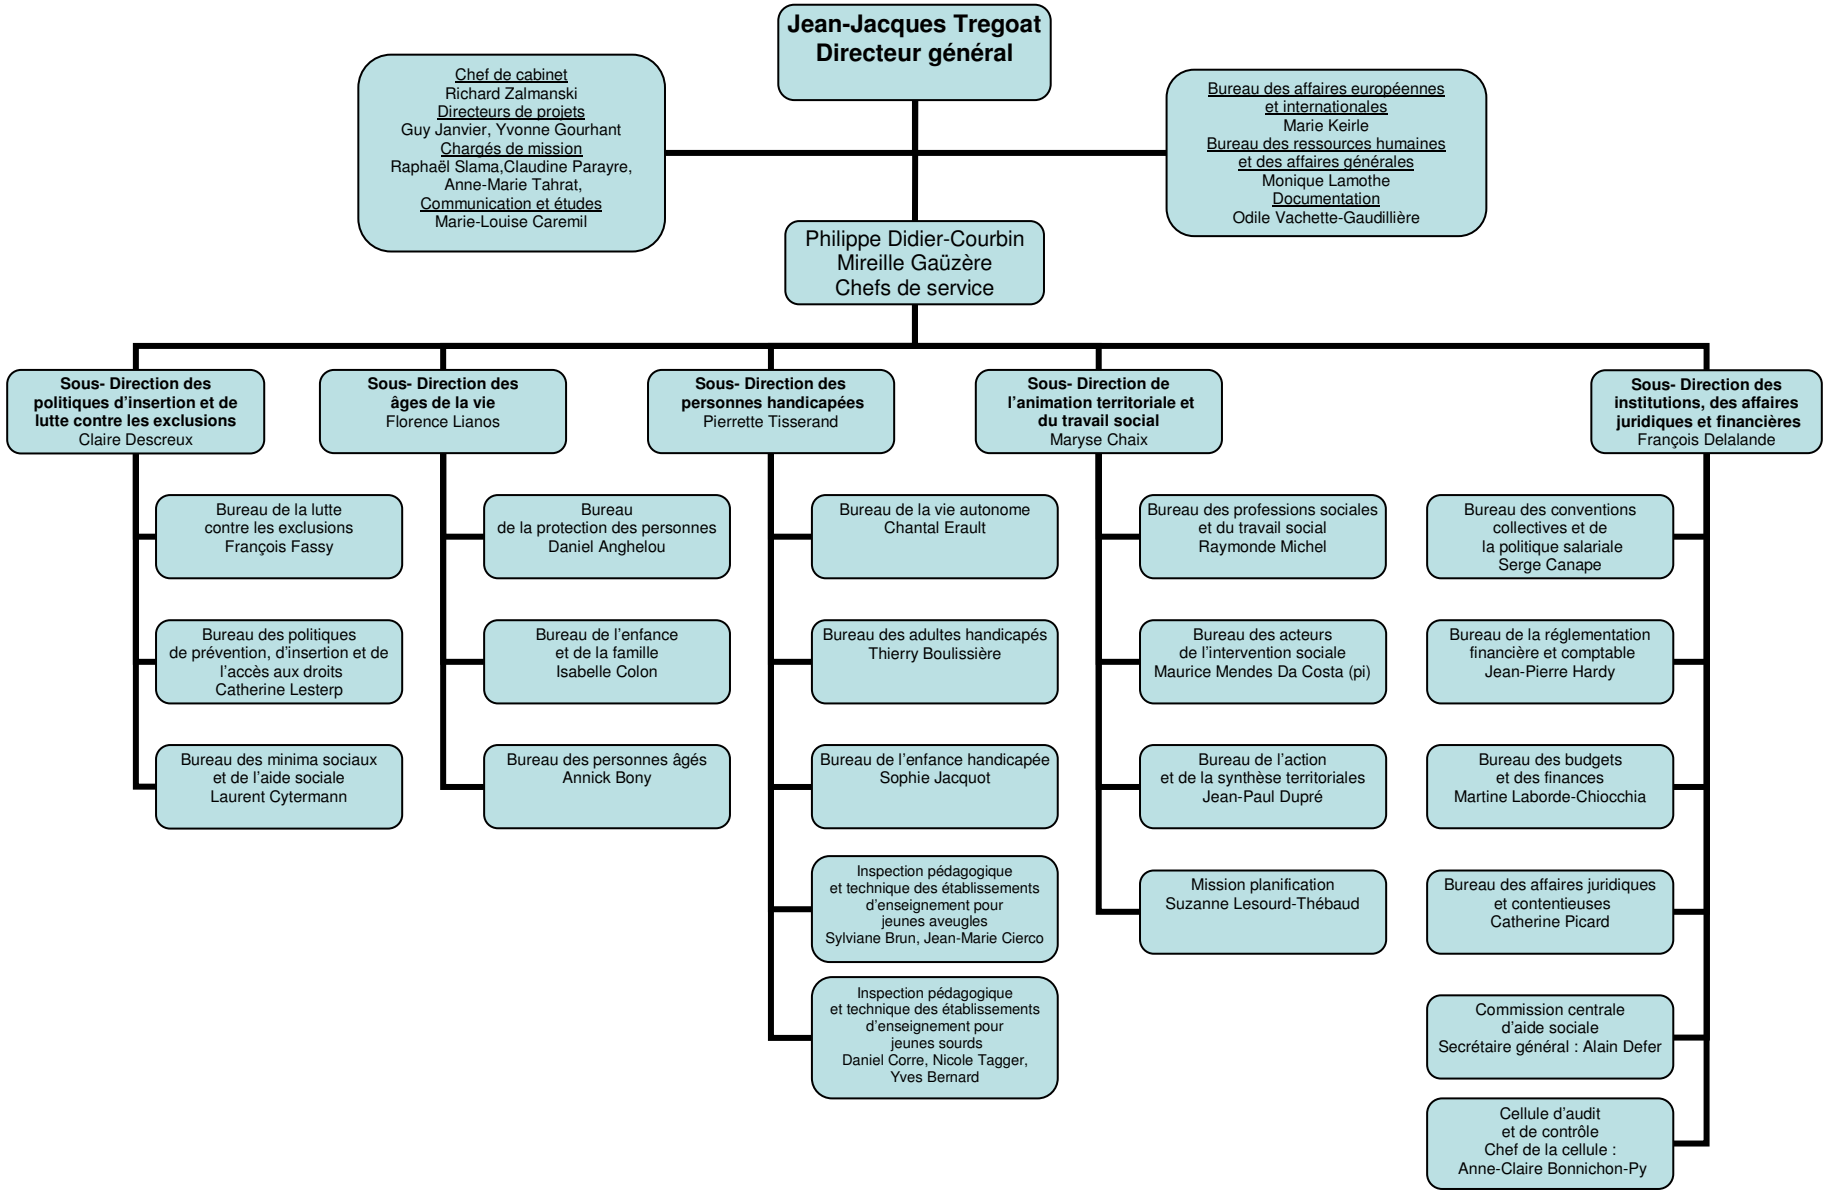 Jean-Jacques Tregoat
Directeur général
Chef de cabinet
Richard Zalmanski
Directeurs de projets
Guy Janvier, Yvonne Gourhant
Chargés de mission
Raphaël Slama,Claudine Parayre,
Anne-Marie Tahrat,
Communication et études
Marie-Louise Caremil
Bureau des affaires européennes
et internationales
Marie Keirle
Bureau des ressources humaines
et des affaires générales
Monique Lamothe
Documentation
Odile Vachette-Gaudillière
Philippe Didier-Courbin
Mireille Gaüzère
Chefs de service
Sous- Direction des
politiques d’insertion et de
lutte contre les exclusions
Claire Descreux
Bureau de la lutte
contre les exclusions
François Fassy
Bureau des politiques
de prévention, d’insertion et de
l’accès aux droits
Catherine Lesterp
Bureau des minima sociaux
et de l’aide sociale
Laurent Cytermann
Sous- Direction des
âges de la vie
Florence Lianos
Bureau
de la protection des personnes
Daniel Anghelou
Bureau de l’enfance
et de la famille
Isabelle Colon
Bureau des personnes âgés
Annick Bony
Sous- Direction des
personnes handicapées
Pierrette Tisserand
Bureau de la vie autonome
Chantal Erault
Bureau des adultes handicapés
Thierry Boulissière
Bureau de l’enfance handicapée
Sophie Jacquot
Inspection pédagogique
et technique des établissements
d’enseignement pour
jeunes aveugles
Sylviane Brun, Jean-Marie Cierco
Inspection pédagogique
et technique des établissements
d’enseignement pour
jeunes sourds
Daniel Corre, Nicole Tagger,
Yves Bernard
Sous- Direction de
l’animation territoriale et
du travail social
Maryse Chaix
Bureau des professions sociales
et du travail social
Raymonde Michel
Bureau des acteurs
de l’intervention sociale
Maurice Mendes Da Costa (pi)
Bureau de l’action
et de la synthèse territoriales
Jean-Paul Dupré
Mission planification
Suzanne Lesourd-Thébaud
Sous- Direction des
institutions, des affaires
juridiques et financières
François Delalande
Bureau des conventions
collectives et de
la politique salariale
Serge Canape
Bureau de la réglementation
financière et comptable
Jean-Pierre Hardy
Bureau des budgets
et des finances
Martine Laborde-Chiocchia
Bureau des affaires juridiques
et contentieuses
Catherine Picard
Commission centrale
d’aide sociale
Secrétaire général : Alain Defer
Cellule d’audit
et de contrôle
Chef de la cellule :
Anne-Claire Bonnichon-Py